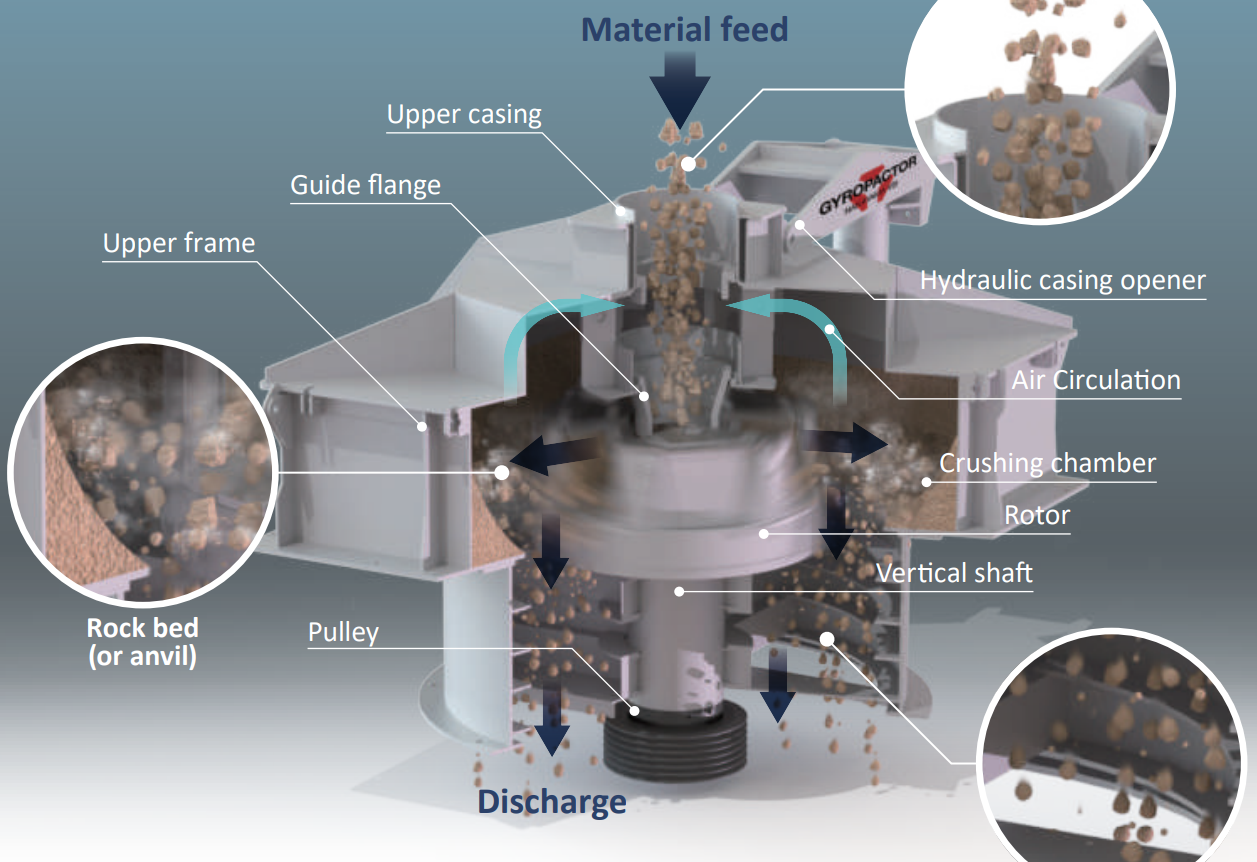 Material feed
Upper casing
Guide flange
Upper frame
GYROPACTOR
Hydraulic casing opener
Air Circulation
Crushing chamber
Rotor
Vertical shaft
Rock bed
(or anvil)
Pulley
Discharge